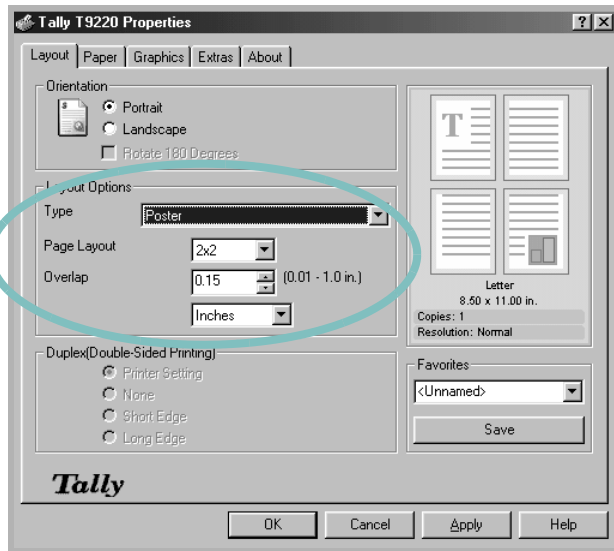 Tally T9220 Properties
? X
Layout Paper Graphics Extras About
Orientation
Portrait
Landscape
Rotate 180 Degrees
Layout Options
Type Poster
Page Layout 2x2
Overlap 0.15 (0.01 - 1.0 in.)
Inches
Duplex(Double-Sided Printing)
Printer Setting
None
Short Edge
Long Edge
T
Letter
8.50 x 11.00 in.
Copies: 1
Resolution: Normal
Favorites
<Unnamed>
Save
Tally
OK Cancel Apply Help